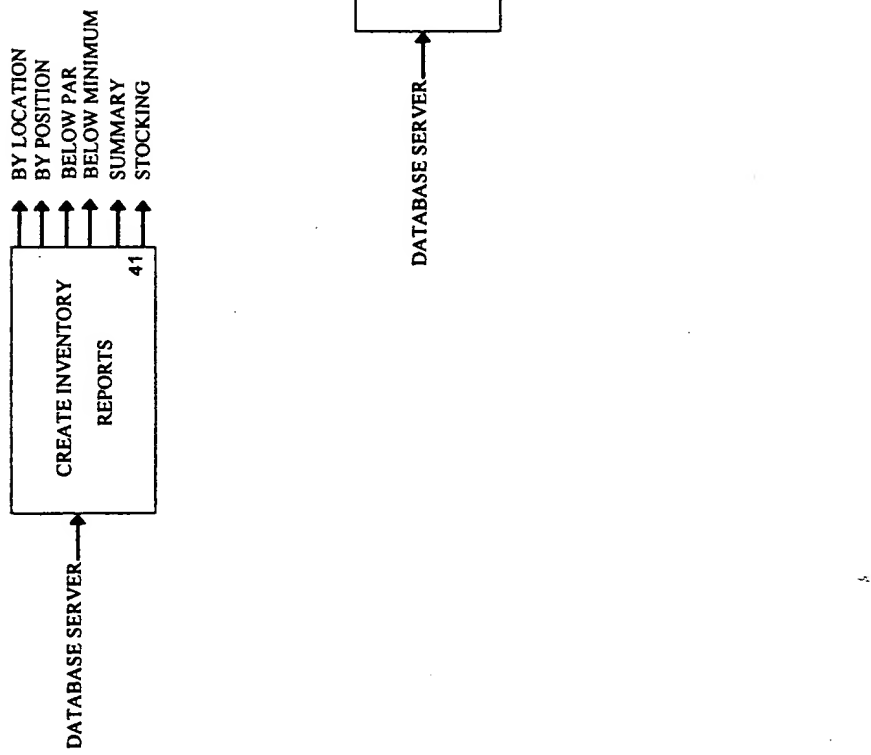 DATABASE SERVER
CREATE INVENTORY
REPORTS
41
BY LOCATION
BY POSITION
BELOW PAR
BELOW MINIMUM
SUMMARY
STOCKING
DATABASE SERVER